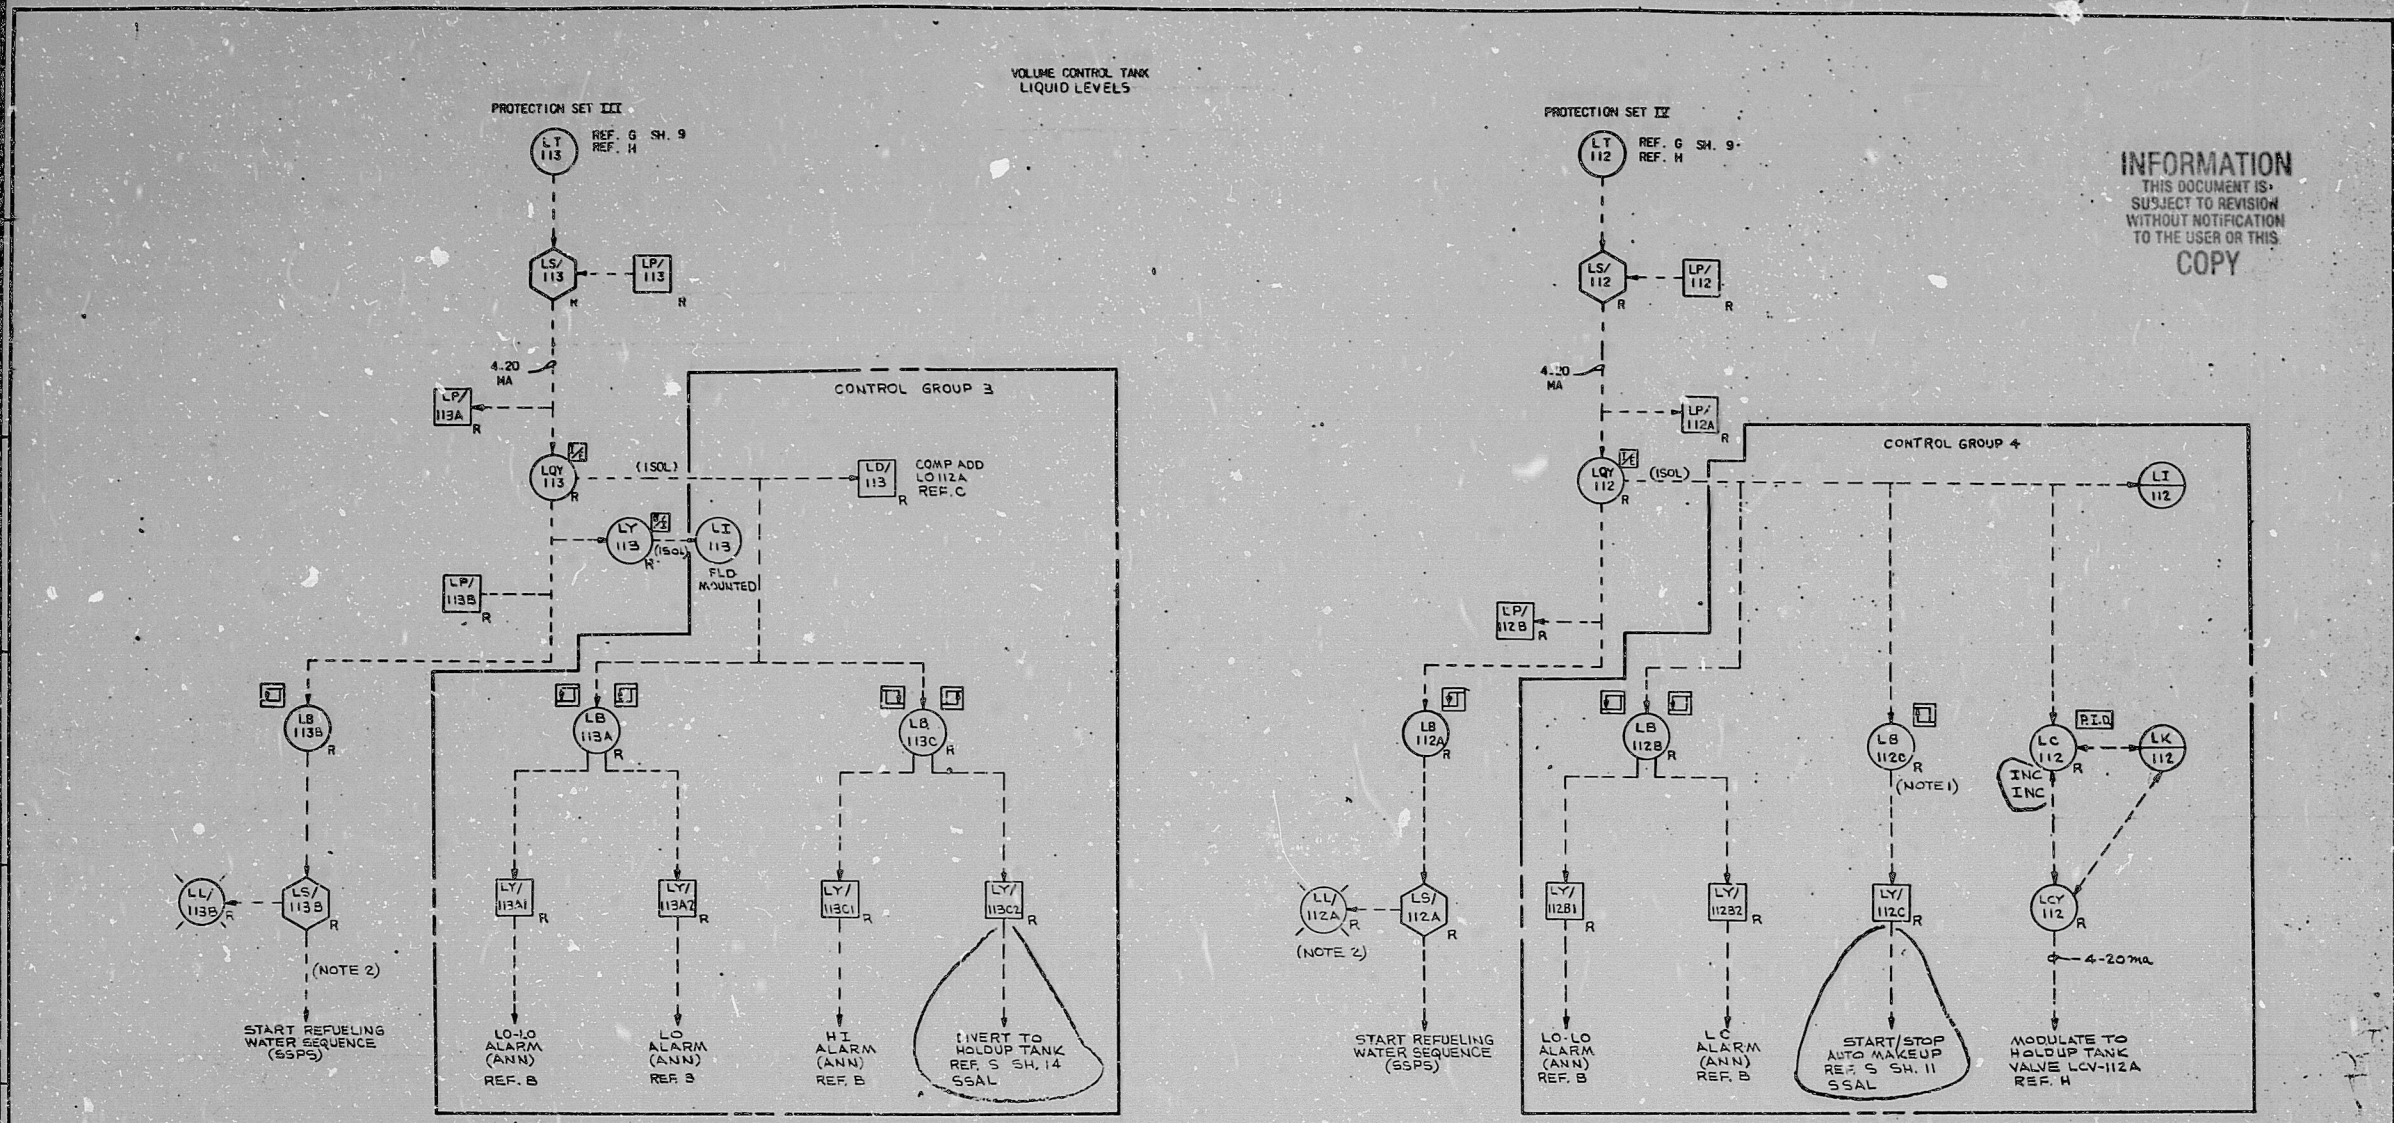 VOLUME CONTROL TANK
LIQUID LEVELS
PROTECTION SET III
LT
113
REF. G SH. 9
REF. H
LS/
113
R
LP/
113
R
4-20
MA
LP/
113A
R
CONTROL GROUP 3
LQY
113
R
I/E
(ISOL)
LD/
113
R
COMP ADD
L0112A
REF. C
LY
113
R
(ISOL)
LI
113
FLD
MOUNTED
LP/
113B
R
LB
113B
R
LB
113A
R
LB
113C
R
LL/
113B
R
LS/
113B
R
LY/
113A1
R
LY/
113A2
R
LY/
113C1
R
LY/
113C2
R
(NOTE 2)
START REFUELING
WATER SEQUENCE
(SSPS)
LO-LO
ALARM
(ANN)
REF. B
LO
ALARM
(ANN)
REF. B
HI
ALARM
(ANN)
REF. B
DIVERT TO
HOLDUP TANK
REF. S SH. 14
SSAL
PROTECTION SET IV
LT
112
REF. G SH. 9
REF. H
INFORMATION
THIS DOCUMENT IS
SUBJECT TO REVISION
WITHOUT NOTIFICATION
TO THE USER OR THIS
COPY
LS/
112
R
LP/
112
R
4-20
MA
LP/
112A
R
CONTROL GROUP 4
LQY
112
R
I/E
(ISOL)
LI
112
LP/
112B
R
LB
112A
R
LB
112B
R
LB
112C
R
(NOTE 1)
P.I.D.
LC
112
R
LK
112
INC
INC
LL/
112A
R
(NOTE 2)
LS/
112A
R
LY/
112B1
R
LY/
112B2
R
LY/
112C
R
LCY
112
R
4-20ma
START REFUELING
WATER SEQUENCE
(SSPS)
LO-LO
ALARM
(ANN)
REF. B
LO
ALARM
(ANN)
REF. B
START/STOP
AUTO MAKEUP
REF. S SH. 11
SSAL
MODULATE TO
HOLDUP TANK
VALVE LCV-112A
REF. H